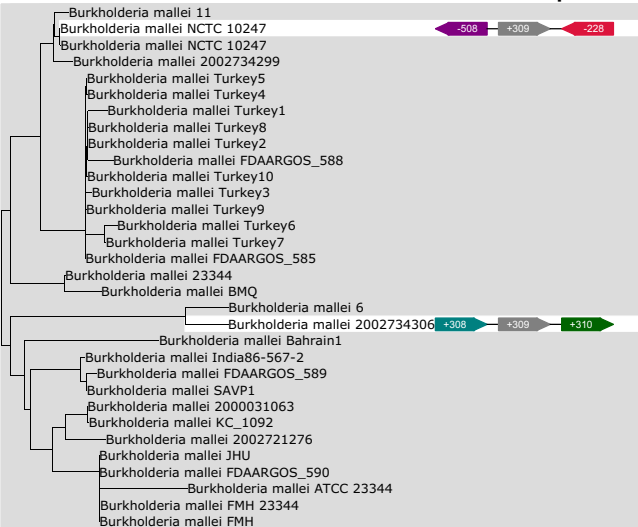 Burkholderia mallei 11
Burkholderia mallei NCTC 10247 -508 +309 -228
Burkholderia mallei NCTC 10247
Burkholderia mallei 2002734299
Burkholderia mallei Turkey5
Burkholderia mallei Turkey4
Burkholderia mallei Turkey1
Burkholderia mallei Turkey8
Burkholderia mallei Turkey2
Burkholderia mallei FDAARGOS_588
Burkholderia mallei Turkey10
Burkholderia mallei Turkey3
Burkholderia mallei Turkey9
Burkholderia mallei Turkey6
Burkholderia mallei Turkey7
Burkholderia mallei FDAARGOS_585
Burkholderia mallei 23344
Burkholderia mallei BMQ
Burkholderia mallei 6
Burkholderia mallei 2002734306 +308 +309 +310
Burkholderia mallei Bahrain1
Burkholderia mallei India86-567-2
Burkholderia mallei FDAARGOS_589
Burkholderia mallei SAVP1
Burkholderia mallei 2000031063
Burkholderia mallei KC_1092
Burkholderia mallei 2002721276
Burkholderia mallei JHU
Burkholderia mallei FDAARGOS_590
Burkholderia mallei ATCC 23344
Burkholderia mallei FMH 23344
Burkholderia mallei FMH